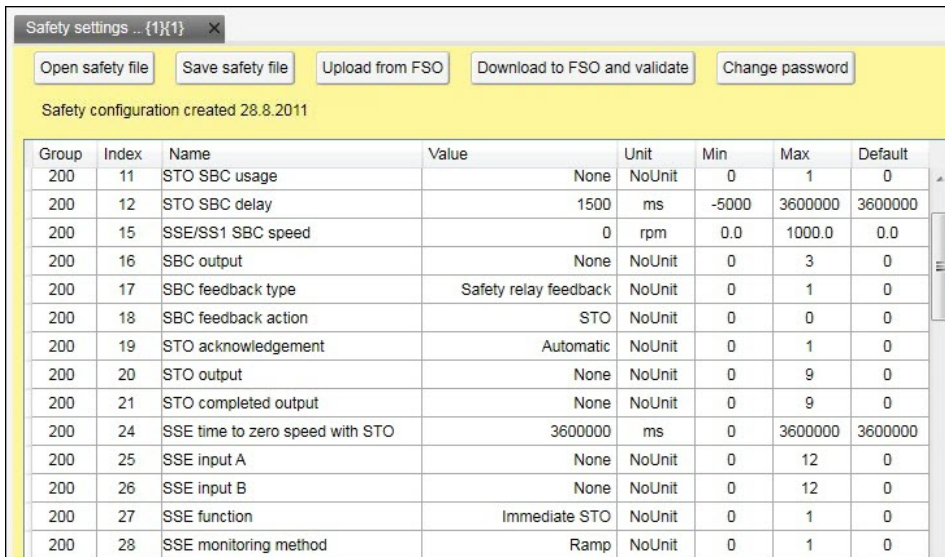 Safety settings ... {1}{1} ×
Open safety file Save safety file Upload from FSO Download to FSO and validate Change password
Safety configuration created 28.8.2011
Group Index Name Value Unit Min Max Default
200 11 STO SBC usage None NoUnit 0 1 0
200 12 STO SBC delay 1500 ms -5000 3600000 3600000
200 15 SSE/SS1 SBC speed 0 rpm 0.0 1000.0 0.0
200 16 SBC output None NoUnit 0 3 0
200 17 SBC feedback type Safety relay feedback NoUnit 0 1 0
200 18 SBC feedback action STO NoUnit 0 0 0
200 19 STO acknowledgement Automatic NoUnit 0 1 0
200 20 STO output None NoUnit 0 9 0
200 21 STO completed output None NoUnit 0 9 0
200 24 SSE time to zero speed with STO 3600000 ms 0 3600000 3600000
200 25 SSE input A None NoUnit 0 12 0
200 26 SSE input B None NoUnit 0 12 0
200 27 SSE function Immediate STO NoUnit 0 1 0
200 28 SSE monitoring method Ramp NoUnit 0 1 0